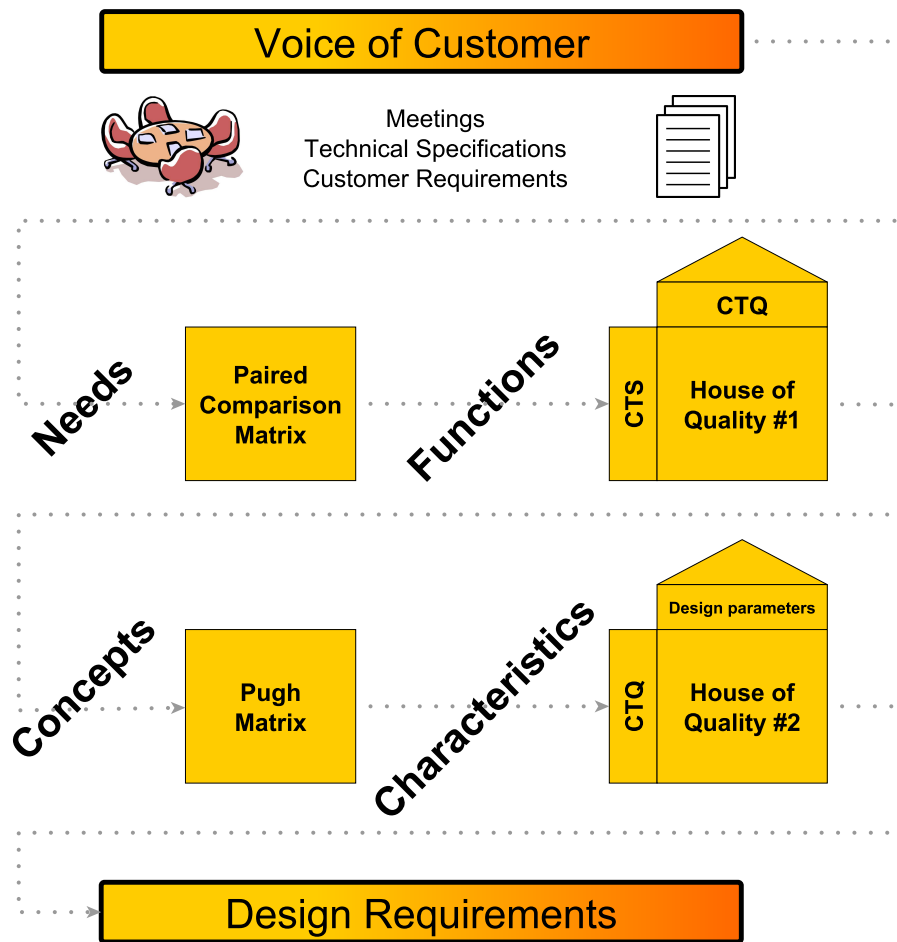 Voice of Customer
Meetings
Technical Specifications
Customer Requirements
Needs
Paired
Comparison
Matrix
Functions
CTQ
CTS
House of
Quality #1
Concepts
Pugh
Matrix
Characteristics
Design parameters
CTQ
House of
Quality #2
Design Requirements